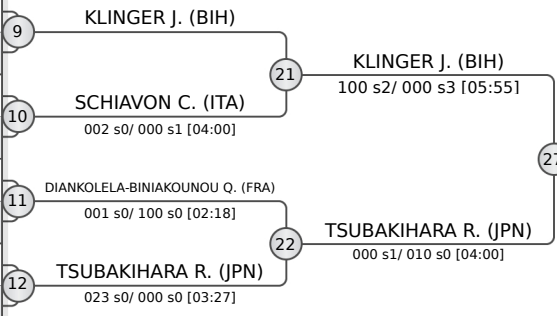 9
KLINGER J. (BIH)
21
KLINGER J. (BIH)
100 s2/ 000 s3 [05:55]
10
SCHIAVON C. (ITA)
002 s0/ 000 s1 [04:00]
27
11
DIANKOLELA-BINIAKOUNOU Q. (FRA)
001 s0/ 100 s0 [02:18]
22
TSUBAKIHARA R. (JPN)
000 s1/ 010 s0 [04:00]
12
TSUBAKIHARA R. (JPN)
023 s0/ 000 s0 [03:27]